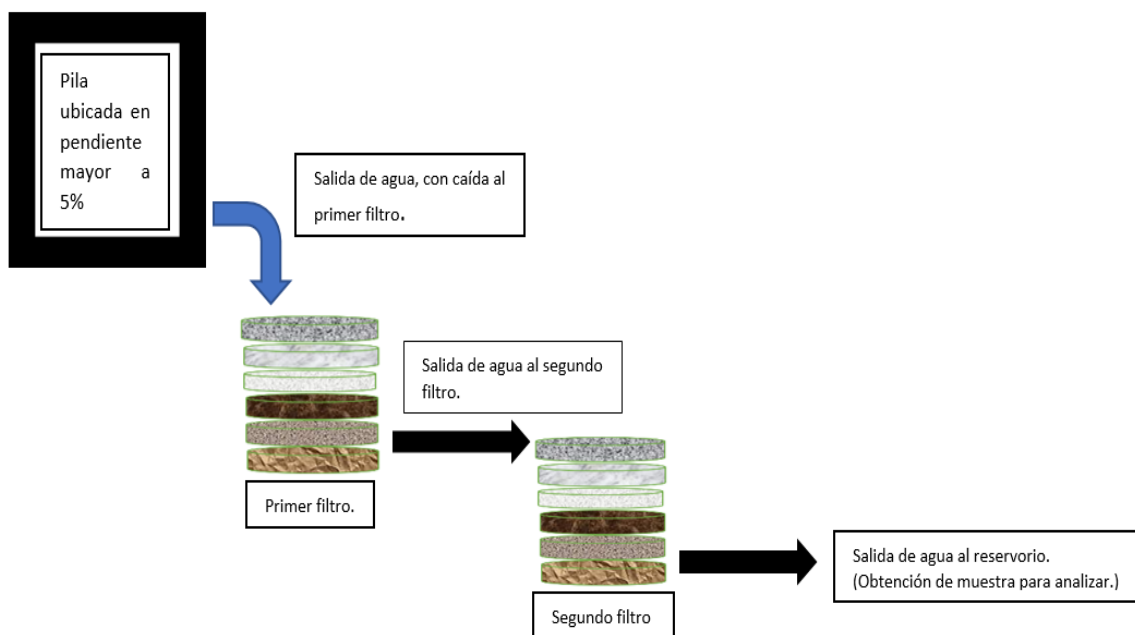 Pila
ubicada en
pendiente
mayor a
5%
Salida de agua, con caída al
primer filtro.
Salida de agua al segundo
filtro.
Primer filtro.
Segundo filtro
Salida de agua al reservorio.
(Obtención de muestra para analizar.)